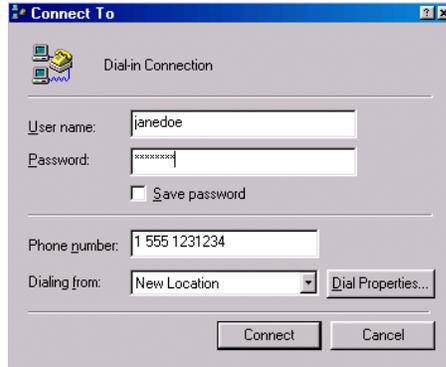 Connect To
Dial-in Connection
User name: janedoe
Password: ********
Save password
Phone number: 1 555 1231234
Dialing from: New Location Dial Properties...
Connect Cancel